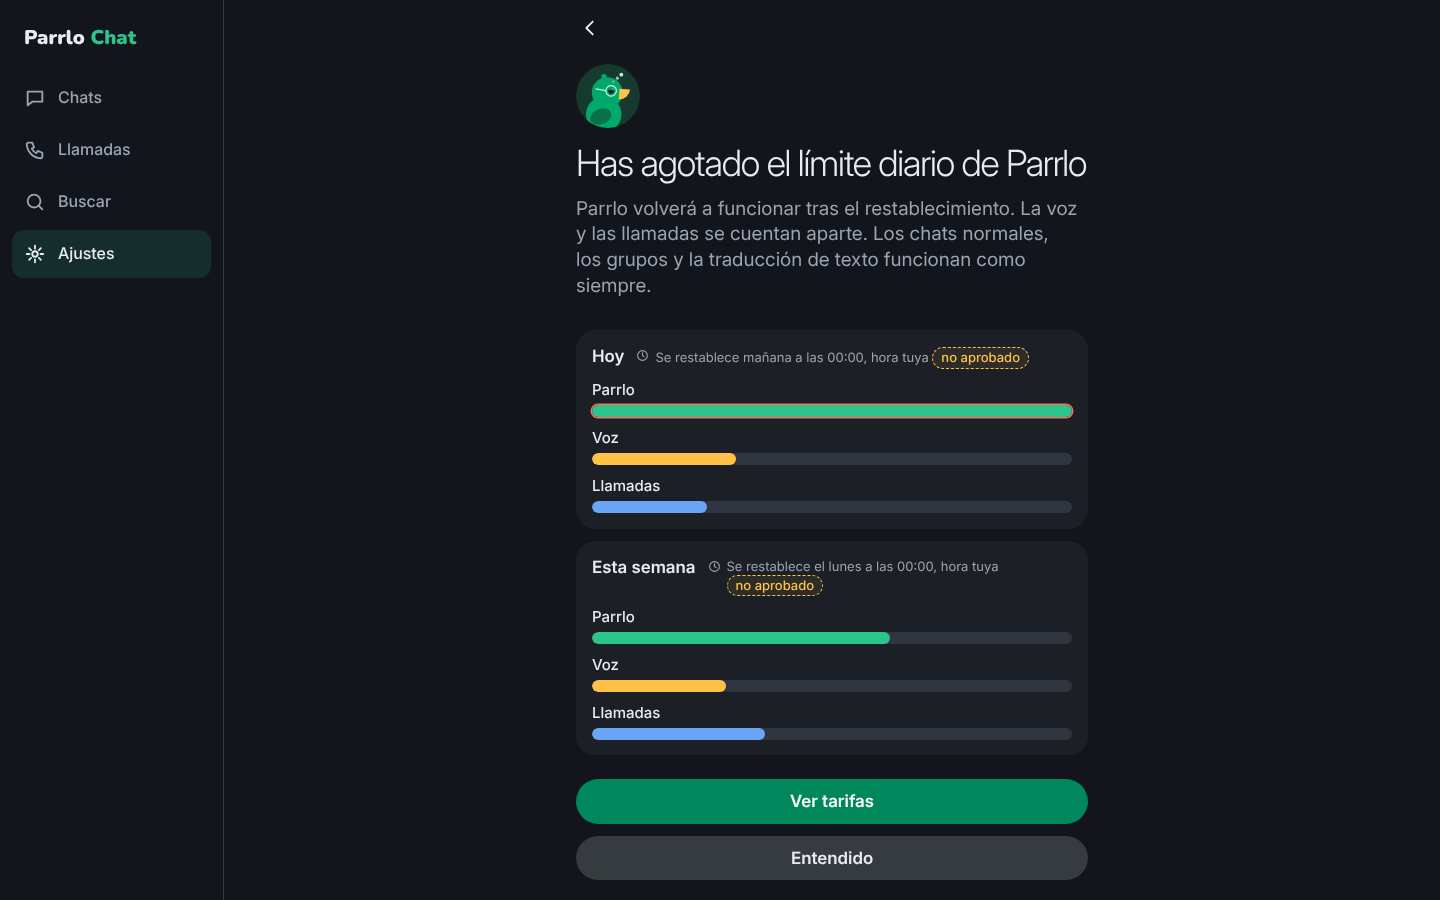 Parrlo Chat
Chats
Llamadas
Buscar
Ajustes
Has agotado el límite diario de Parrlo
Parrlo volverá a funcionar tras el restablecimiento. La voz
y las llamadas se cuentan aparte. Los chats normales,
los grupos y la traducción de texto funcionan como
siempre.
Hoy Se restablece mañana a las 00:00, hora tuya no aprobado
Parrlo
Voz
Llamadas
Esta semana Se restablece el lunes a las 00:00, hora tuya
no aprobado
Parrlo
Voz
Llamadas
Ver tarifas
Entendido